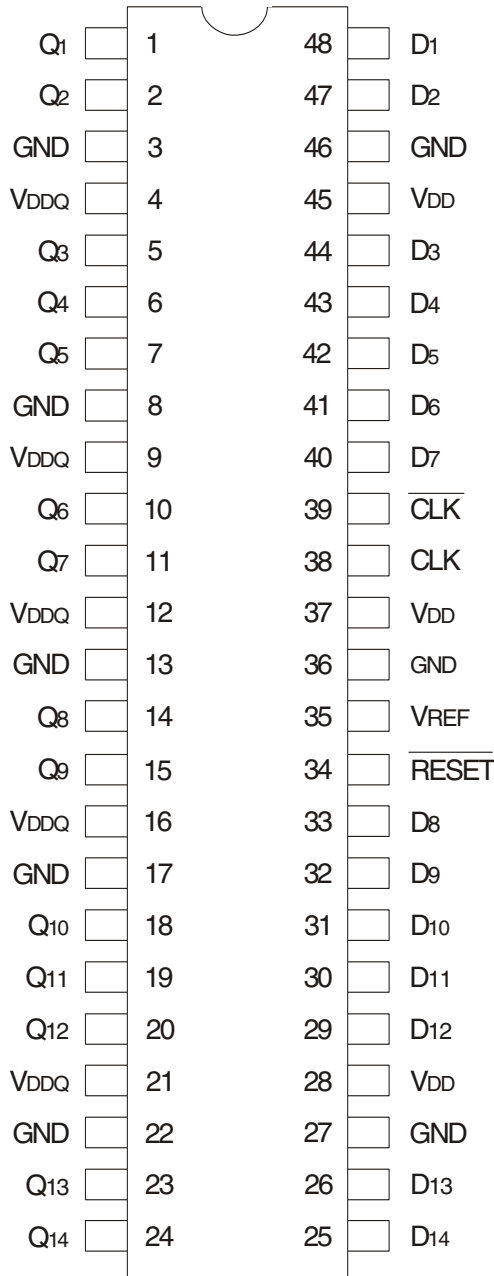 Q1 1 48 D1
Q2 2 47 D2
GND 3 46 GND
VDDQ 4 45 VDD
Q3 5 44 D3
Q4 6 43 D4
Q5 7 42 D5
GND 8 41 D6
VDDQ 9 40 D7
Q6 10 39 C̅L̅K̅
Q7 11 38 CLK
VDDQ 12 37 VDD
GND 13 36 GND
Q8 14 35 VREF
Q9 15 34 R̅E̅S̅E̅T̅
VDDQ 16 33 D8
GND 17 32 D9
Q10 18 31 D10
Q11 19 30 D11
Q12 20 29 D12
VDDQ 21 28 VDD
GND 22 27 GND
Q13 23 26 D13
Q14 24 25 D14